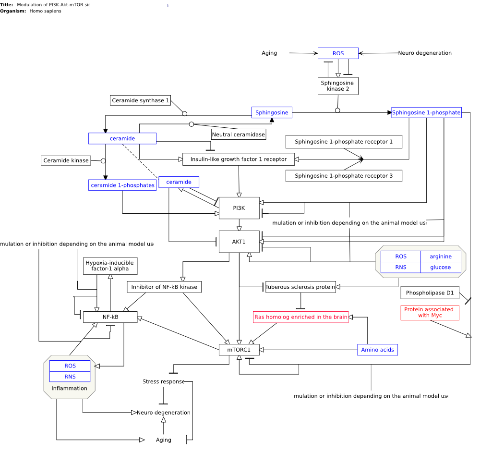 Title: Modulation of PI3K-Akt-mTOR sic
Organism: Homo sapiens
Aging
ROS
Neuro degeneration
Sphingosine
kinase 2
Ceramide synthase 1
Sphingosine
Sphingosine 1-phosphate
ceramide
Neutral ceramidase
Sphingosine 1-phosphate receptor 1
Ceramide kinase
Insulin-like growth factor 1 receptor
Sphingosine 1-phosphate receptor 3
ceramide 1-phosphates
ceramide
PI3K
mulation or inhibition depending on the animal model us
AKT1
mulation or inhibition depending on the animal model us
ROS
arginine
RNS
glucose
Hypoxia-inducible
factor-1 alpha
Inhibitor of NF-kB kinase
Tuberous sclerosis protein
Phospholipase D1
Protein associated
with Myc
NF-kB
Ras homolog enriched in the brain
mTORC1
Amino acids
ROS
RNS
Inflammation
Stress response
mulation or inhibition depending on the animal model us
Neuro degeneration
Aging